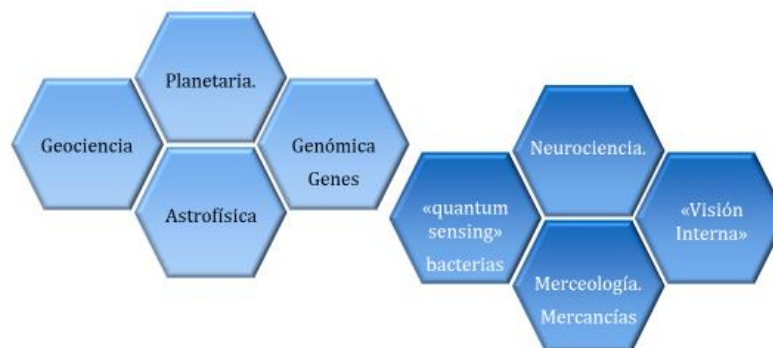 Planetaria.
Geociencia
Genómica
Genes
Astrofísica
Neurociencia.
«quantum
sensing»
bacterias
«Visión
Interna»
Merceología.
Mercancías